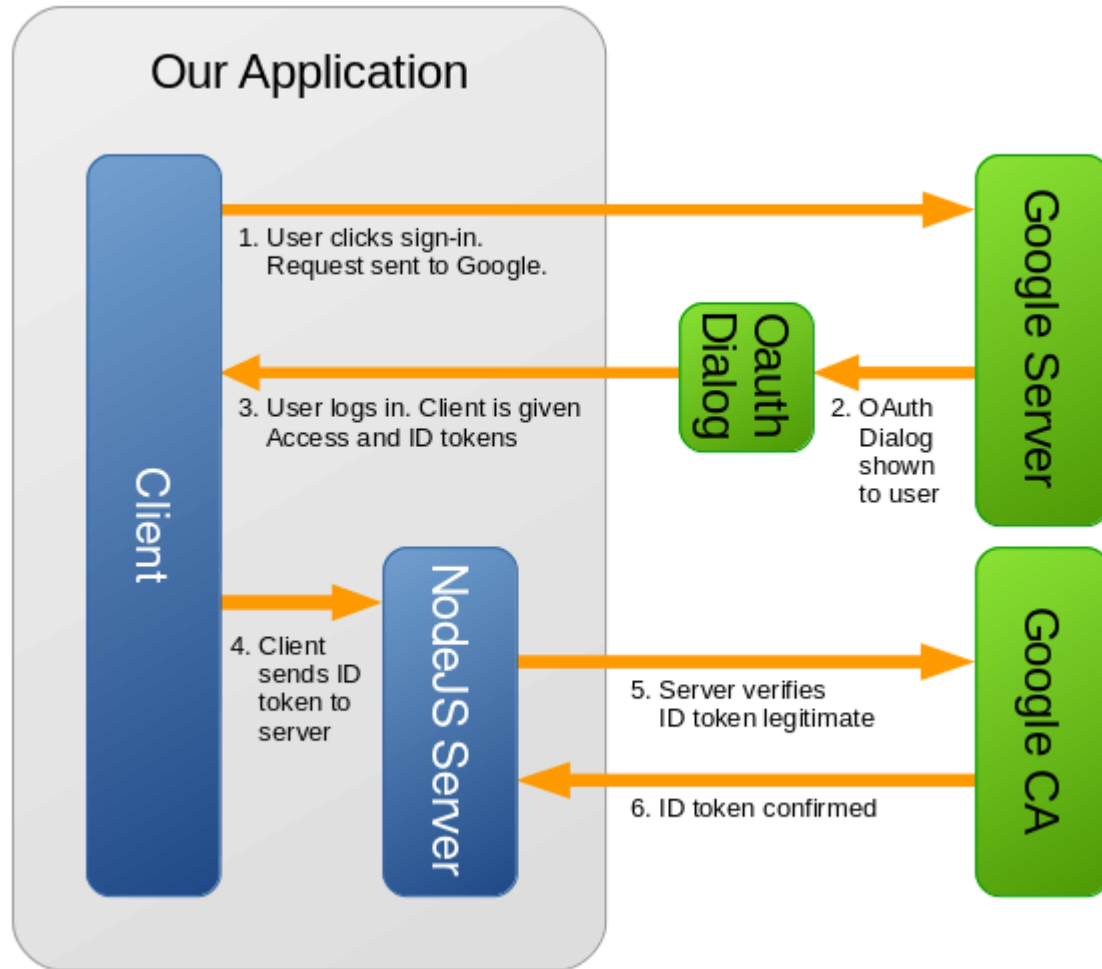 Our Application
Client
1. User clicks sign-in.
Request sent to Google.
Google Server
Oauth
Dialog
2. OAuth
Dialog
shown
to user
3. User logs in. Client is given
Access and ID tokens
4. Client
sends ID
token to
server
NodeJS Server
5. Server verifies
ID token legitimate
Google CA
6. ID token confirmed